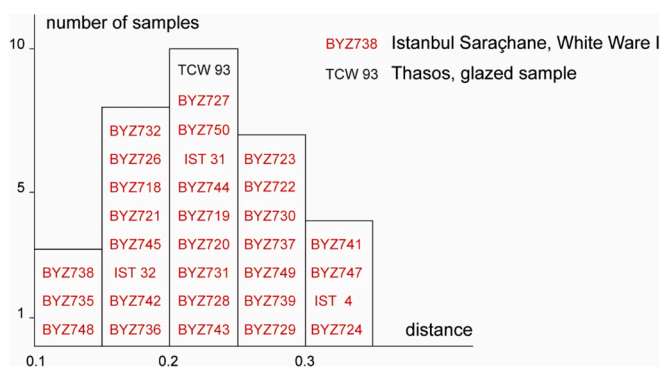 number of samples
10
BYZ738 Istanbul Saraçhane, White Ware I
TCW 93 Thasos, glazed sample
TCW 93
BYZ727
BYZ732 BYZ750
BYZ726 IST 31 BYZ723
BYZ718 BYZ744 BYZ722
5
BYZ721 BYZ719 BYZ730
BYZ745 BYZ720 BYZ737 BYZ741
BYZ738 IST 32 BYZ731 BYZ749 BYZ747
BYZ735 BYZ742 BYZ728 BYZ739 IST 4
1
BYZ748 BYZ736 BYZ743 BYZ729 BYZ724
distance
0.1 0.2 0.3